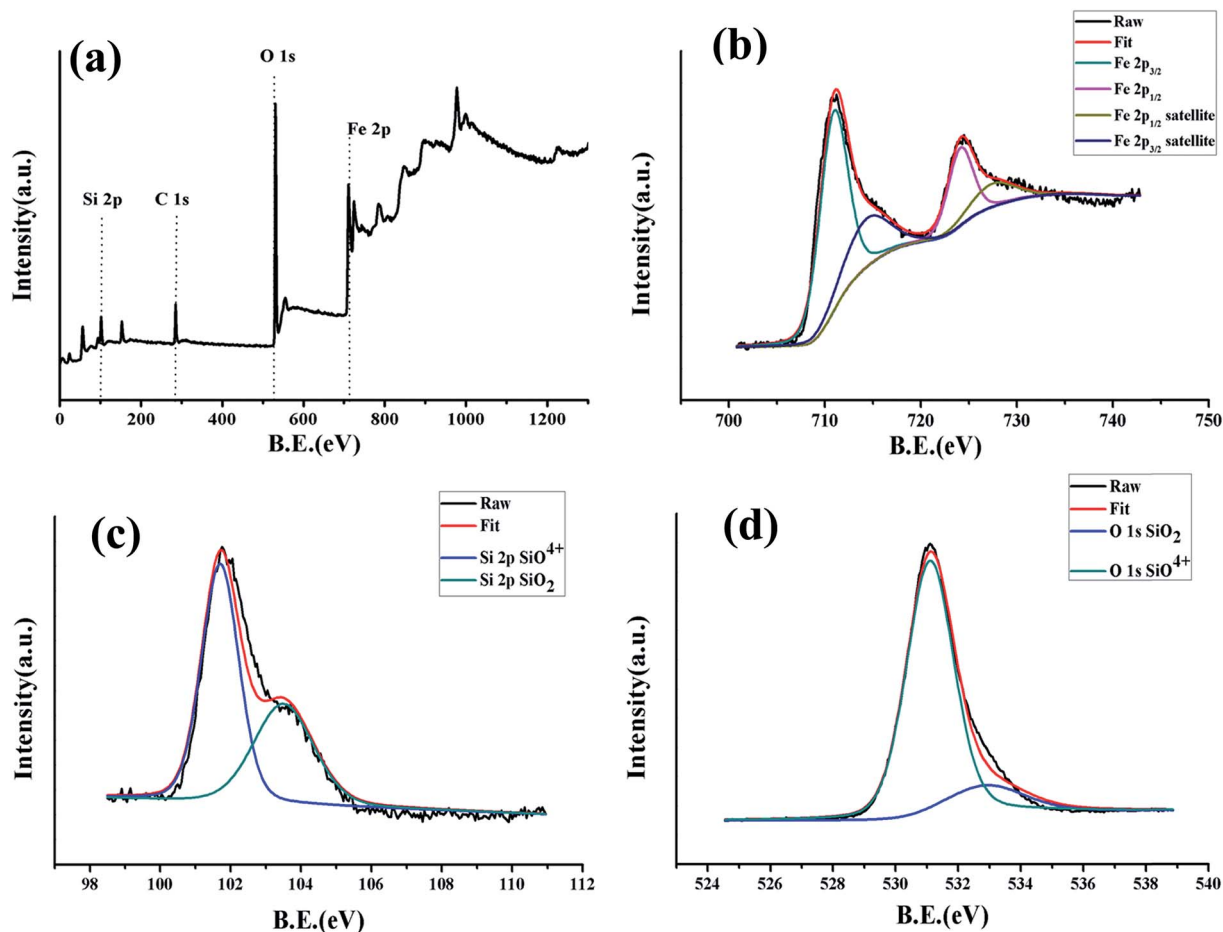 (a)
O 1s
Fe 2p
Si 2p
C 1s
Intensity(a.u.)
0 200 400 600 800 1000 1200
B.E.(eV)
(b)
Raw
Fit
Fe 2p3/2
Fe 2p1/2
Fe 2p1/2 satellite
Fe 2p3/2 satellite
Intensity(a.u.)
700 710 720 730 740 750
B.E.(eV)
(c)
Raw
Fit
Si 2p SiO4+
Si 2p SiO2
Intensity(a.u.)
98 100 102 104 106 108 110 112
B.E.(eV)
(d)
Raw
Fit
O 1s SiO2
O 1s SiO4+
Intensity(a.u.)
524 526 528 530 532 534 536 538 540
B.E.(eV)